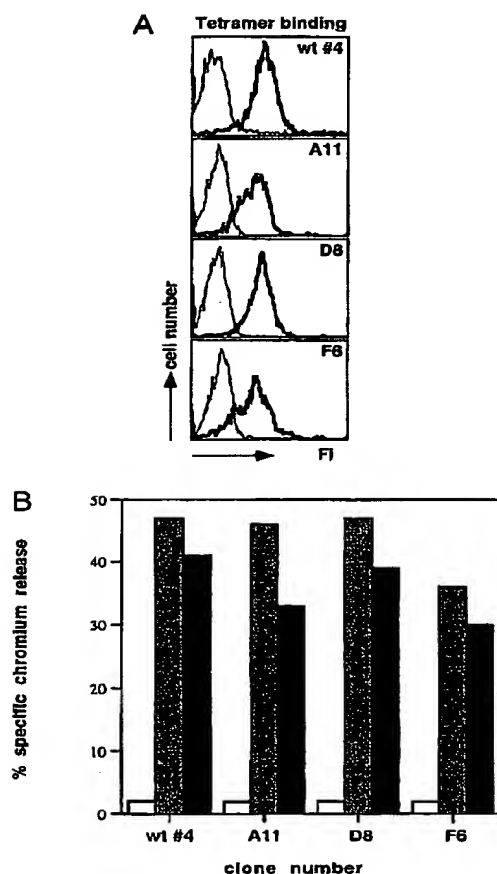 A
Tetramer binding
wt #4
A11
D8
F6
cell number
FI
B
% specific chromium release
50
40
30
20
10
0
wt #4
A11
D8
F6
clone number